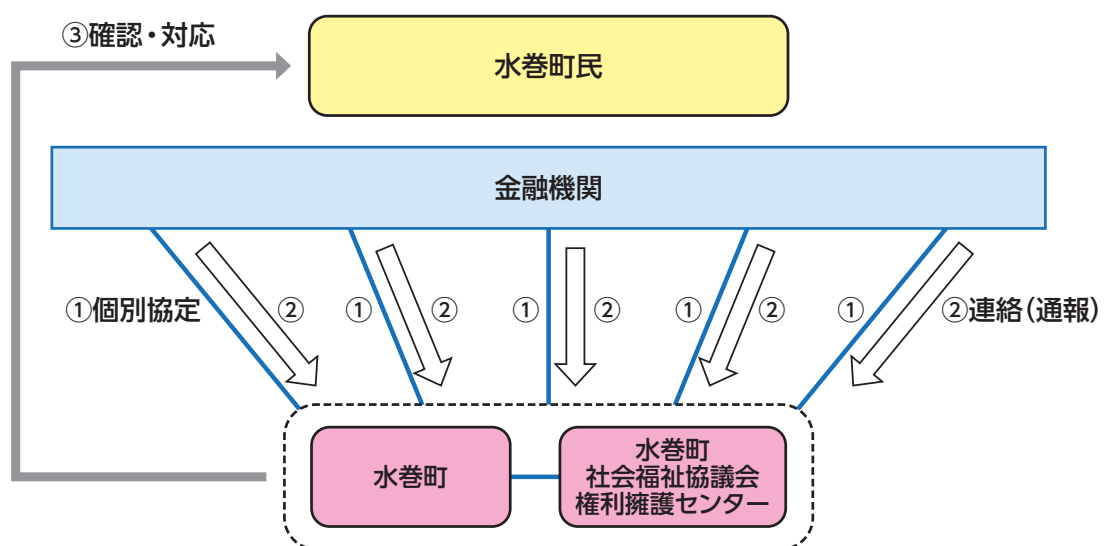 ③確認・対応
水巻町民
金融機関
①個別協定
②
①
②
①
②
①
②
①
②連絡（通報）
水巻町
水巻町
社会福祉協議会
権利擁護センター